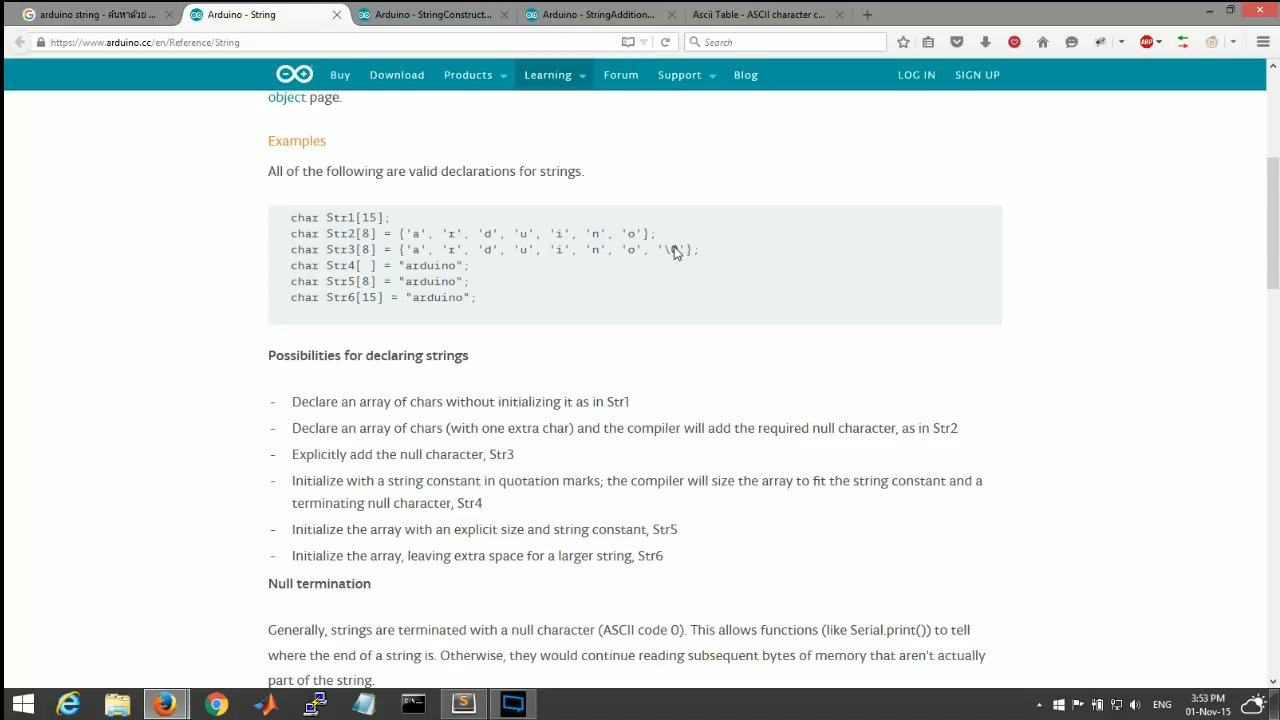 arduino string - ค้นหาด้วย
Arduino - String
Arduino - StringConstruct...
Arduino - StringAddition...
Ascii Table - ASCII character c...
https://www.arduino.cc/en/Reference/String
Search
ABP
Buy Download Products Learning Forum Support Blog LOG IN SIGN UP
object page.
Examples
All of the following are valid declarations for strings.
char Str1[15];
char Str2[8] = {'a', 'r', 'd', 'u', 'i', 'n', 'o'};
char Str3[8] = {'a', 'r', 'd', 'u', 'i', 'n', 'o', '\0'};
char Str4[ ] = "arduino";
char Str5[8] = "arduino";
char Str6[15] = "arduino";
Possibilities for declaring strings
- Declare an array of chars without initializing it as in Str1
- Declare an array of chars (with one extra char) and the compiler will add the required null character, as in Str2
- Explicitly add the null character, Str3
- Initialize with a string constant in quotation marks; the compiler will size the array to fit the string constant and a
terminating null character, Str4
- Initialize the array with an explicit size and string constant, Str5
- Initialize the array, leaving extra space for a larger string, Str6
Null termination
Generally, strings are terminated with a null character (ASCII code 0). This allows functions (like Serial.print()) to tell
where the end of a string is. Otherwise, they would continue reading subsequent bytes of memory that aren't actually
part of the string.
ENG
3:53 PM
01-Nov-15